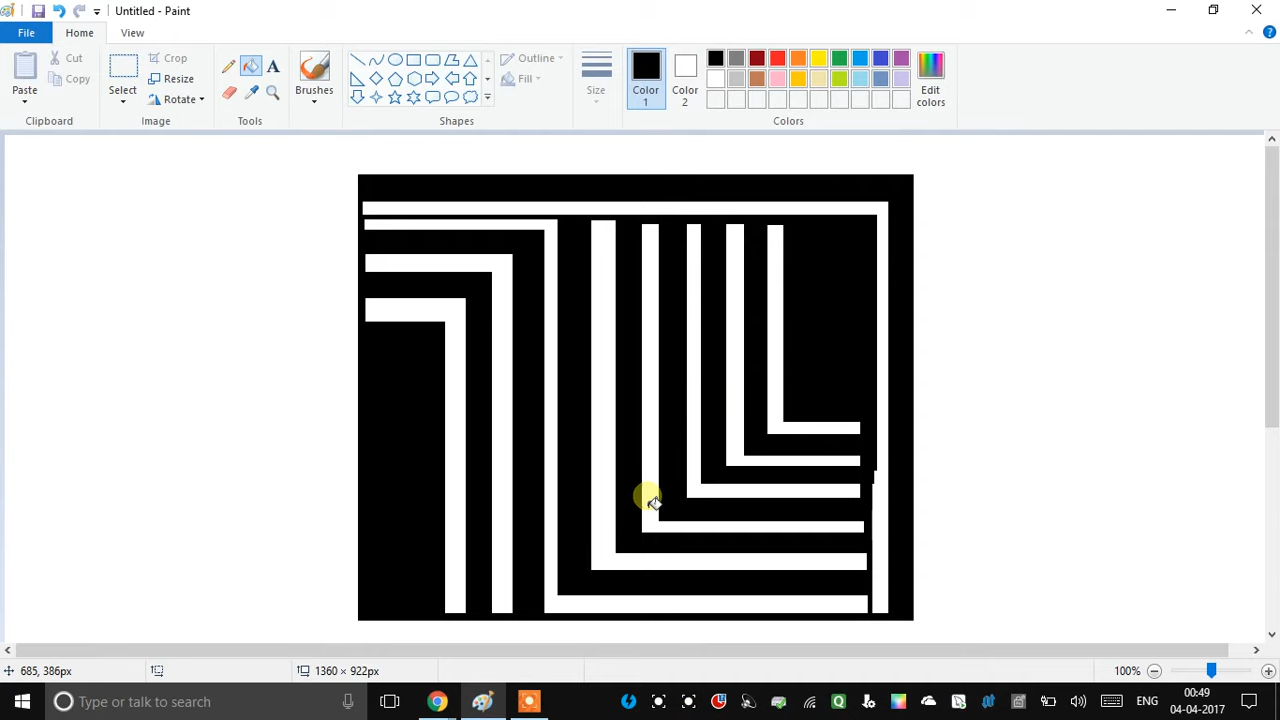 Untitled - Paint
File Home View
Paste
Cut
Copy
Clipboard
Select
Crop
Resize
Rotate
Image
A
Tools
Brushes
Outline
Fill
Shapes
Size
Color 1
Color 2
Edit colors
Colors
685, 386px
1360 × 922px
100%
Type or talk to search
ENG
00:49
04-04-2017